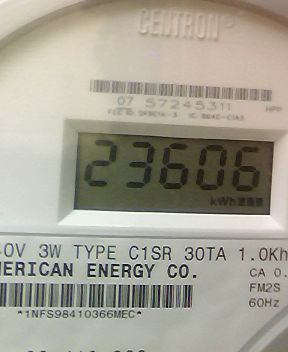 CENTRON
07 57245311
HPP
23606
kWh
0V 3W TYPE C1SR 30TA 1.0Kh
MERICAN ENERGY CO.
CA 0.
FM2S
60Hz
*1NFS98410366MEC*